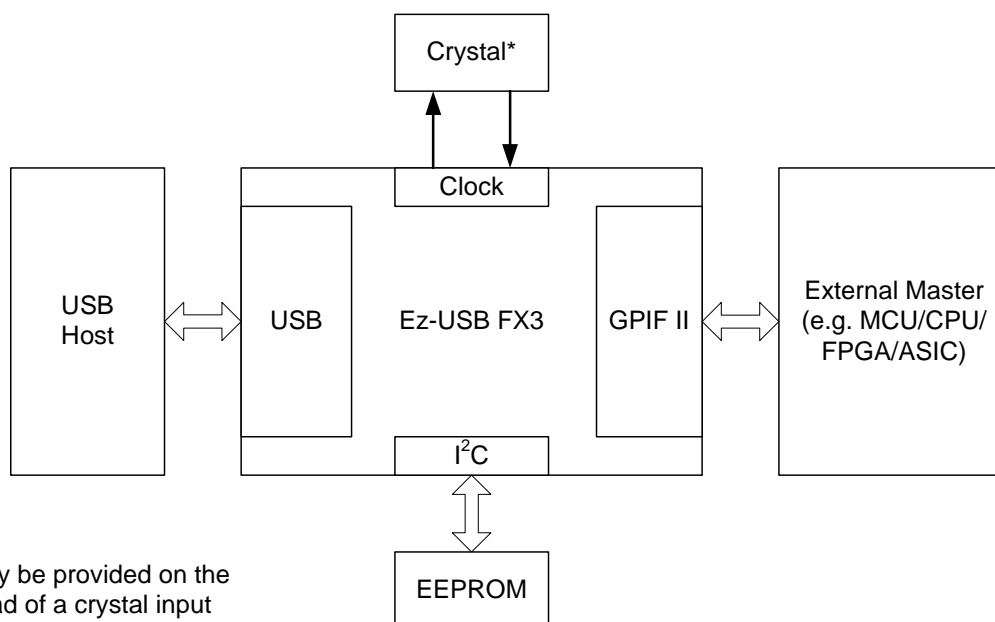 Crystal*
Clock
USB
Host
USB
Ez-USB FX3
GPIF II
External Master
(e.g. MCU/CPU/
FPGA/ASIC)
I²C
EEPROM
be provided on the
of a crystal input